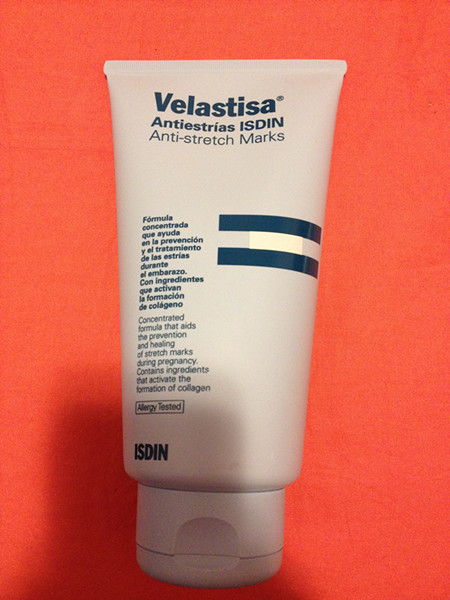 Velastisa®
Antiestrías ISDIN
Anti-stretch Marks
Fórmula
concentrada
que ayuda
en la prevención
y el tratamiento
de las estrías
durante
el embarazo.
Con ingredientes
que activan
la formación
de colágeno
Concentrated
formula that aids
the prevention
and healing
of stretch marks
during pregnancy.
Contains ingredients
that activate the
formation of collagen
Allergy Tested
ISDIN